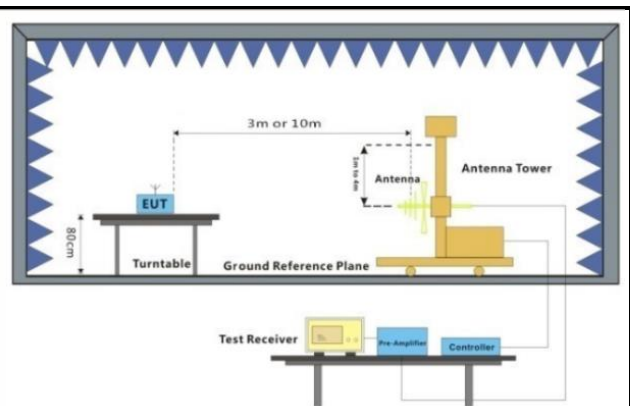 3m or 10m
1m to 4m
Antenna
Antenna Tower
EUT
80cm
Turntable
Ground Reference Plane
Test Receiver
Pre-Amplifier
Controller